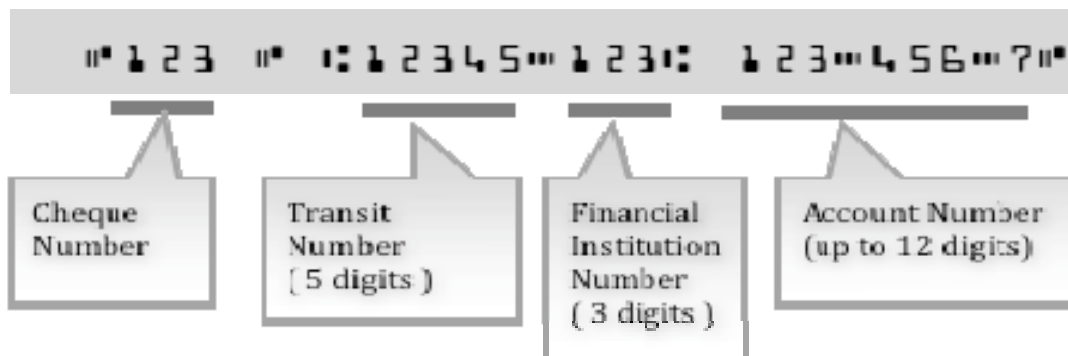 ⑈123 ⑈ ⑆12345⑉123⑆ 123⑉456⑉7⑈
Cheque
Number
Transit
Number
( 5 digits )
Financial
Institution
Number
( 3 digits )
Account Number
(up to 12 digits)